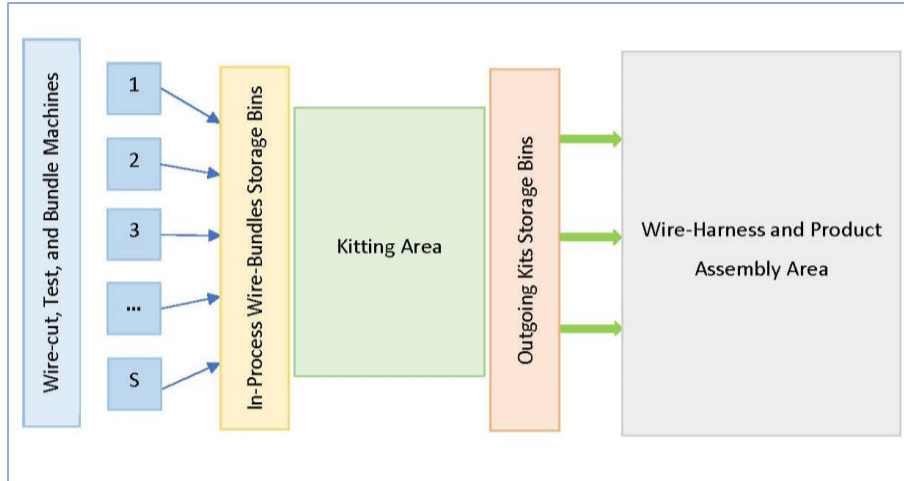 Wire-cut, Test, and Bundle Machines
1
2
3
...
S
In-Process Wire-Bundles Storage Bins
Kitting Area
Outgoing Kits Storage Bins
Wire-Harness and Product
Assembly Area